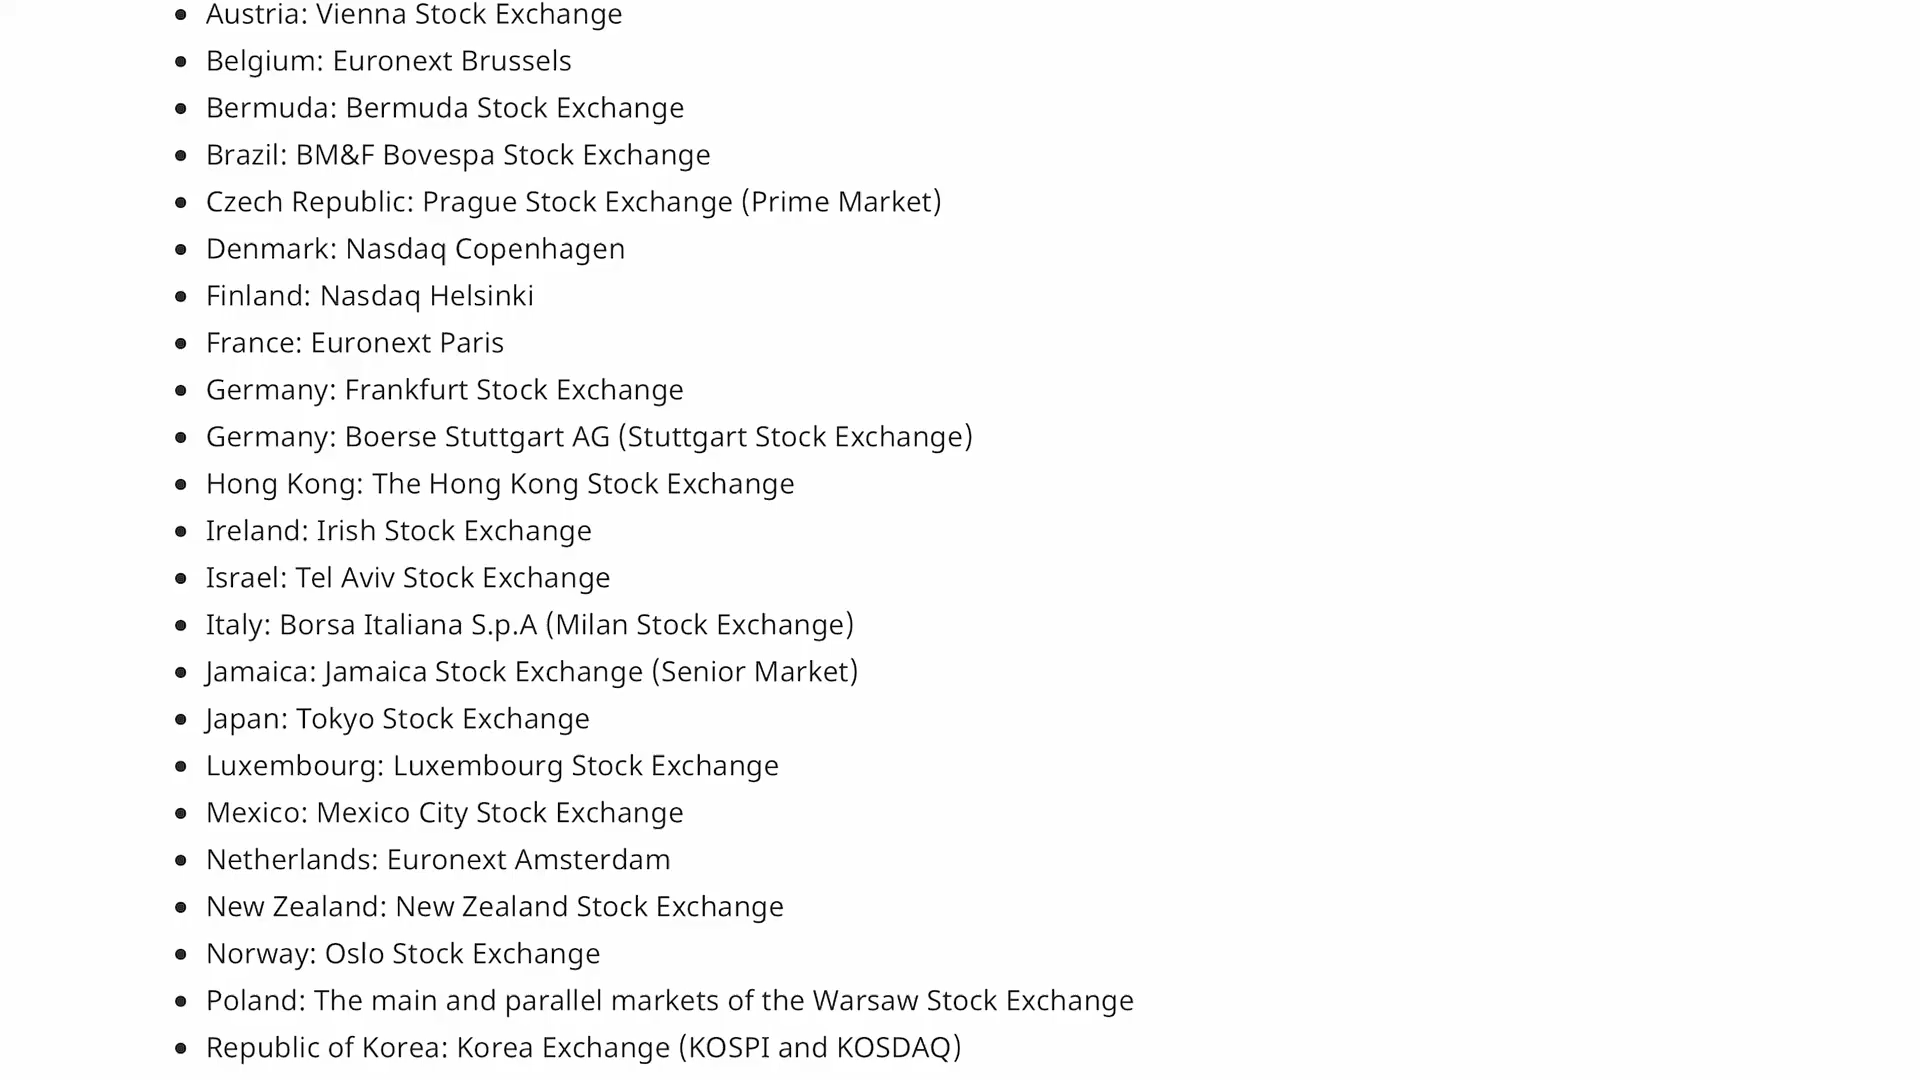 • Austria: Vienna Stock Exchange
• Belgium: Euronext Brussels
• Bermuda: Bermuda Stock Exchange
• Brazil: BM&F Bovespa Stock Exchange
• Czech Republic: Prague Stock Exchange (Prime Market)
• Denmark: Nasdaq Copenhagen
• Finland: Nasdaq Helsinki
• France: Euronext Paris
• Germany: Frankfurt Stock Exchange
• Germany: Boerse Stuttgart AG (Stuttgart Stock Exchange)
• Hong Kong: The Hong Kong Stock Exchange
• Ireland: Irish Stock Exchange
• Israel: Tel Aviv Stock Exchange
• Italy: Borsa Italiana S.p.A (Milan Stock Exchange)
• Jamaica: Jamaica Stock Exchange (Senior Market)
• Japan: Tokyo Stock Exchange
• Luxembourg: Luxembourg Stock Exchange
• Mexico: Mexico City Stock Exchange
• Netherlands: Euronext Amsterdam
• New Zealand: New Zealand Stock Exchange
• Norway: Oslo Stock Exchange
• Poland: The main and parallel markets of the Warsaw Stock Exchange
• Republic of Korea: Korea Exchange (KOSPI and KOSDAQ)